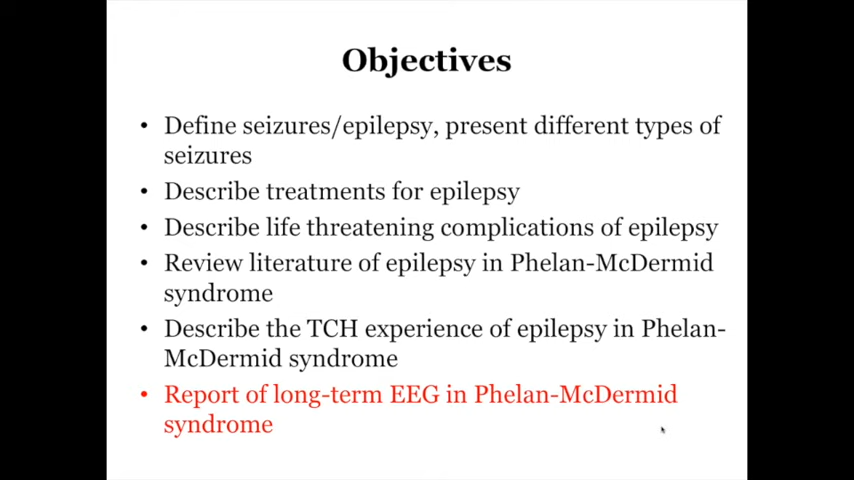 Objectives
• Define seizures/epilepsy, present different types of
seizures
• Describe treatments for epilepsy
• Describe life threatening complications of epilepsy
• Review literature of epilepsy in Phelan-McDermid
syndrome
• Describe the TCH experience of epilepsy in Phelan-
McDermid syndrome
• Report of long-term EEG in Phelan-McDermid
syndrome